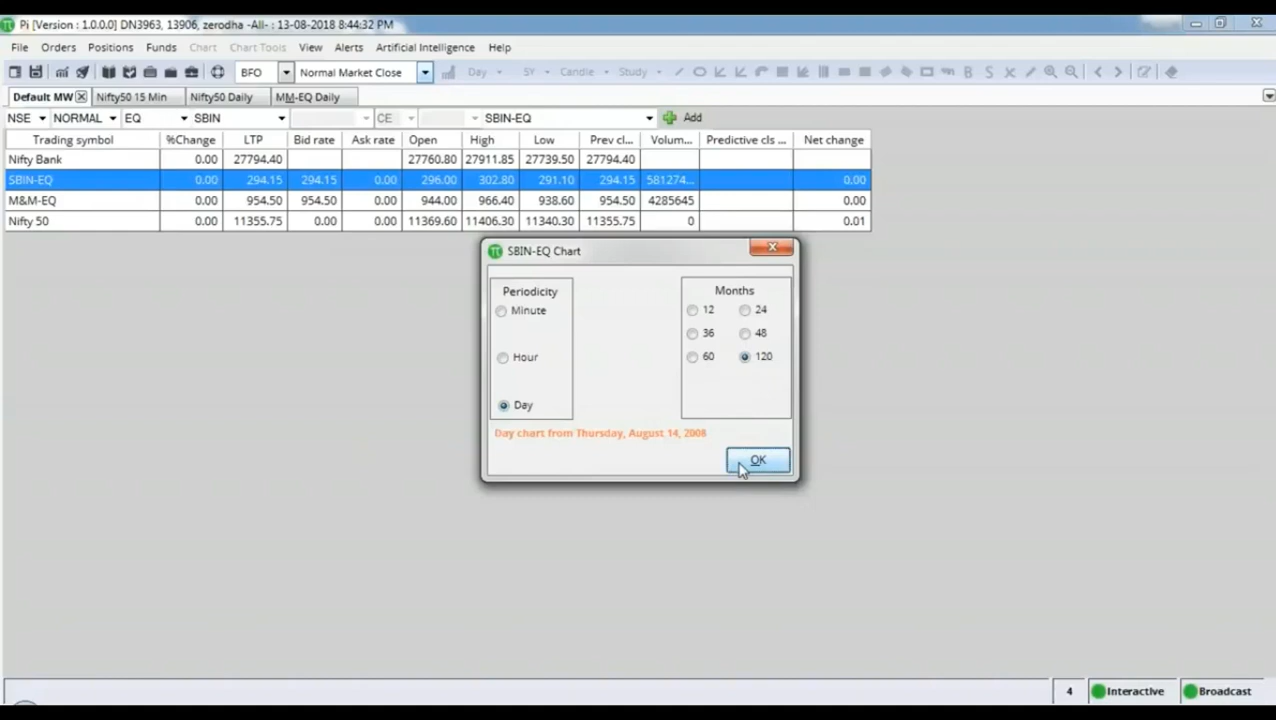 Pi [Version : 1.0.0.0] DN3963, 13906, zerodha -All- : 13-08-2018 8:44:32 PM
File Orders Positions Funds Chart Chart Tools View Alerts Artificial Intelligence Help
BFO Normal Market Close Day 5Y Candle Study
Default MW Nifty50 15 Min Nifty50 Daily MM-EQ Daily
NSE NORMAL EQ SBIN CE SBIN-EQ Add
Trading symbol %Change LTP Bid rate Ask rate Open High Low Prev cl... Volum... Predictive cls ... Net change
Nifty Bank 0.00 27794.40 27760.80 27911.85 27739.50 27794.40
SBIN-EQ 0.00 294.15 294.15 0.00 296.00 302.80 291.10 294.15 581274... 0.00
M&M-EQ 0.00 954.50 954.50 0.00 944.00 966.40 938.60 954.50 4285645 0.00
Nifty 50 0.00 11355.75 0.00 0.00 11369.60 11406.30 11340.30 11355.75 0 0.01
SBIN-EQ Chart
Periodicity Months
Minute 12 24
36 48
Hour 60 120
Day
Day chart from Thursday, August 14, 2008
OK
4 Interactive Broadcast